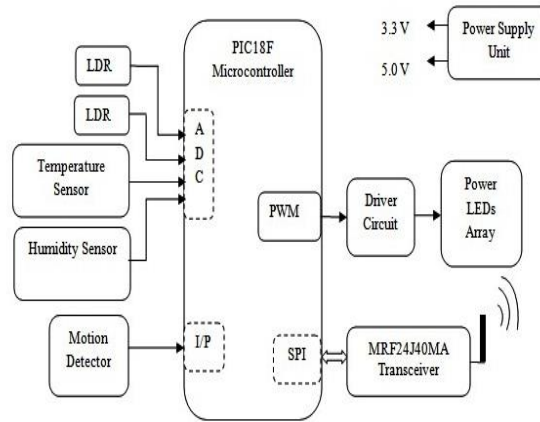 PIC18F
Microcontroller
3.3 V
5.0 V
Power Supply
Unit
LDR
LDR
Temperature
Sensor
Humidity Sensor
Motion
Detector
A
D
C
I/P
PWM
SPI
Driver
Circuit
Power
LEDs
Array
MRF24J40MA
Transceiver